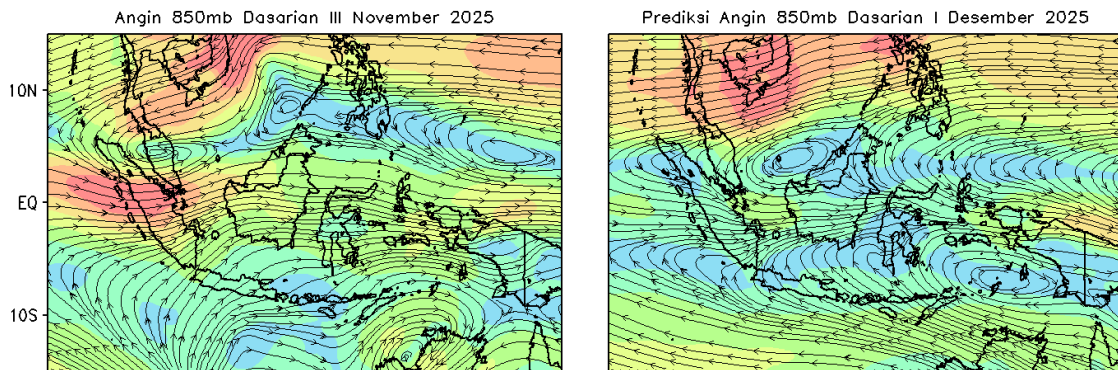 Angin 850mb Dasarian III November 2025
Prediksi Angin 850mb Dasarian I Desember 2025
10N
EQ
10S